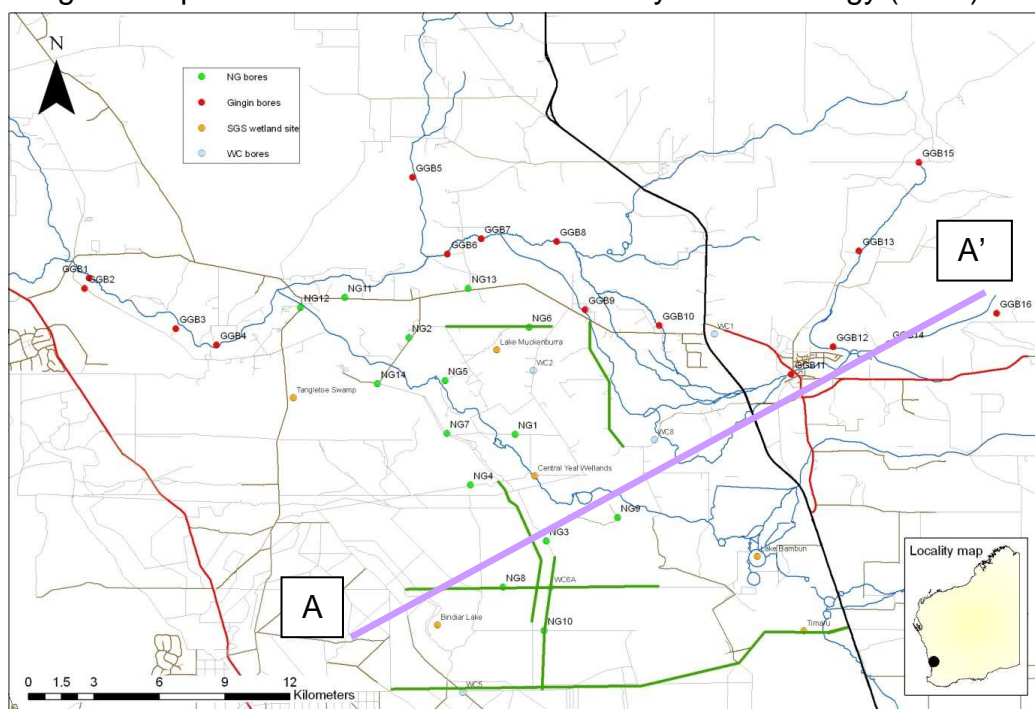 N
NG bores
Gingin bores
SGS wetland site
WC bores
GGB15
GGB5
GGB7
GGB8
GGB6
GGB13
A'
GGB1
GGB2
NG13
NG11
NG12
GGB9
GGB16
GGB3
NG6
GGB10
WC1
GGB4
NG2
GGB12
GGB14
Lake Muckenburra
WC2
NG14
NG5
GGB11
Tangletoe Swamp
NG7
NG1
WC8
Central Yeal Wetlands
NG4
NG9
NG3
Lake Bambun
Locality map
NG8
WC6A
A
Bindiar Lake
NG10
Timaru
WC5
0 1.5 3 6 9 12
Kilometers